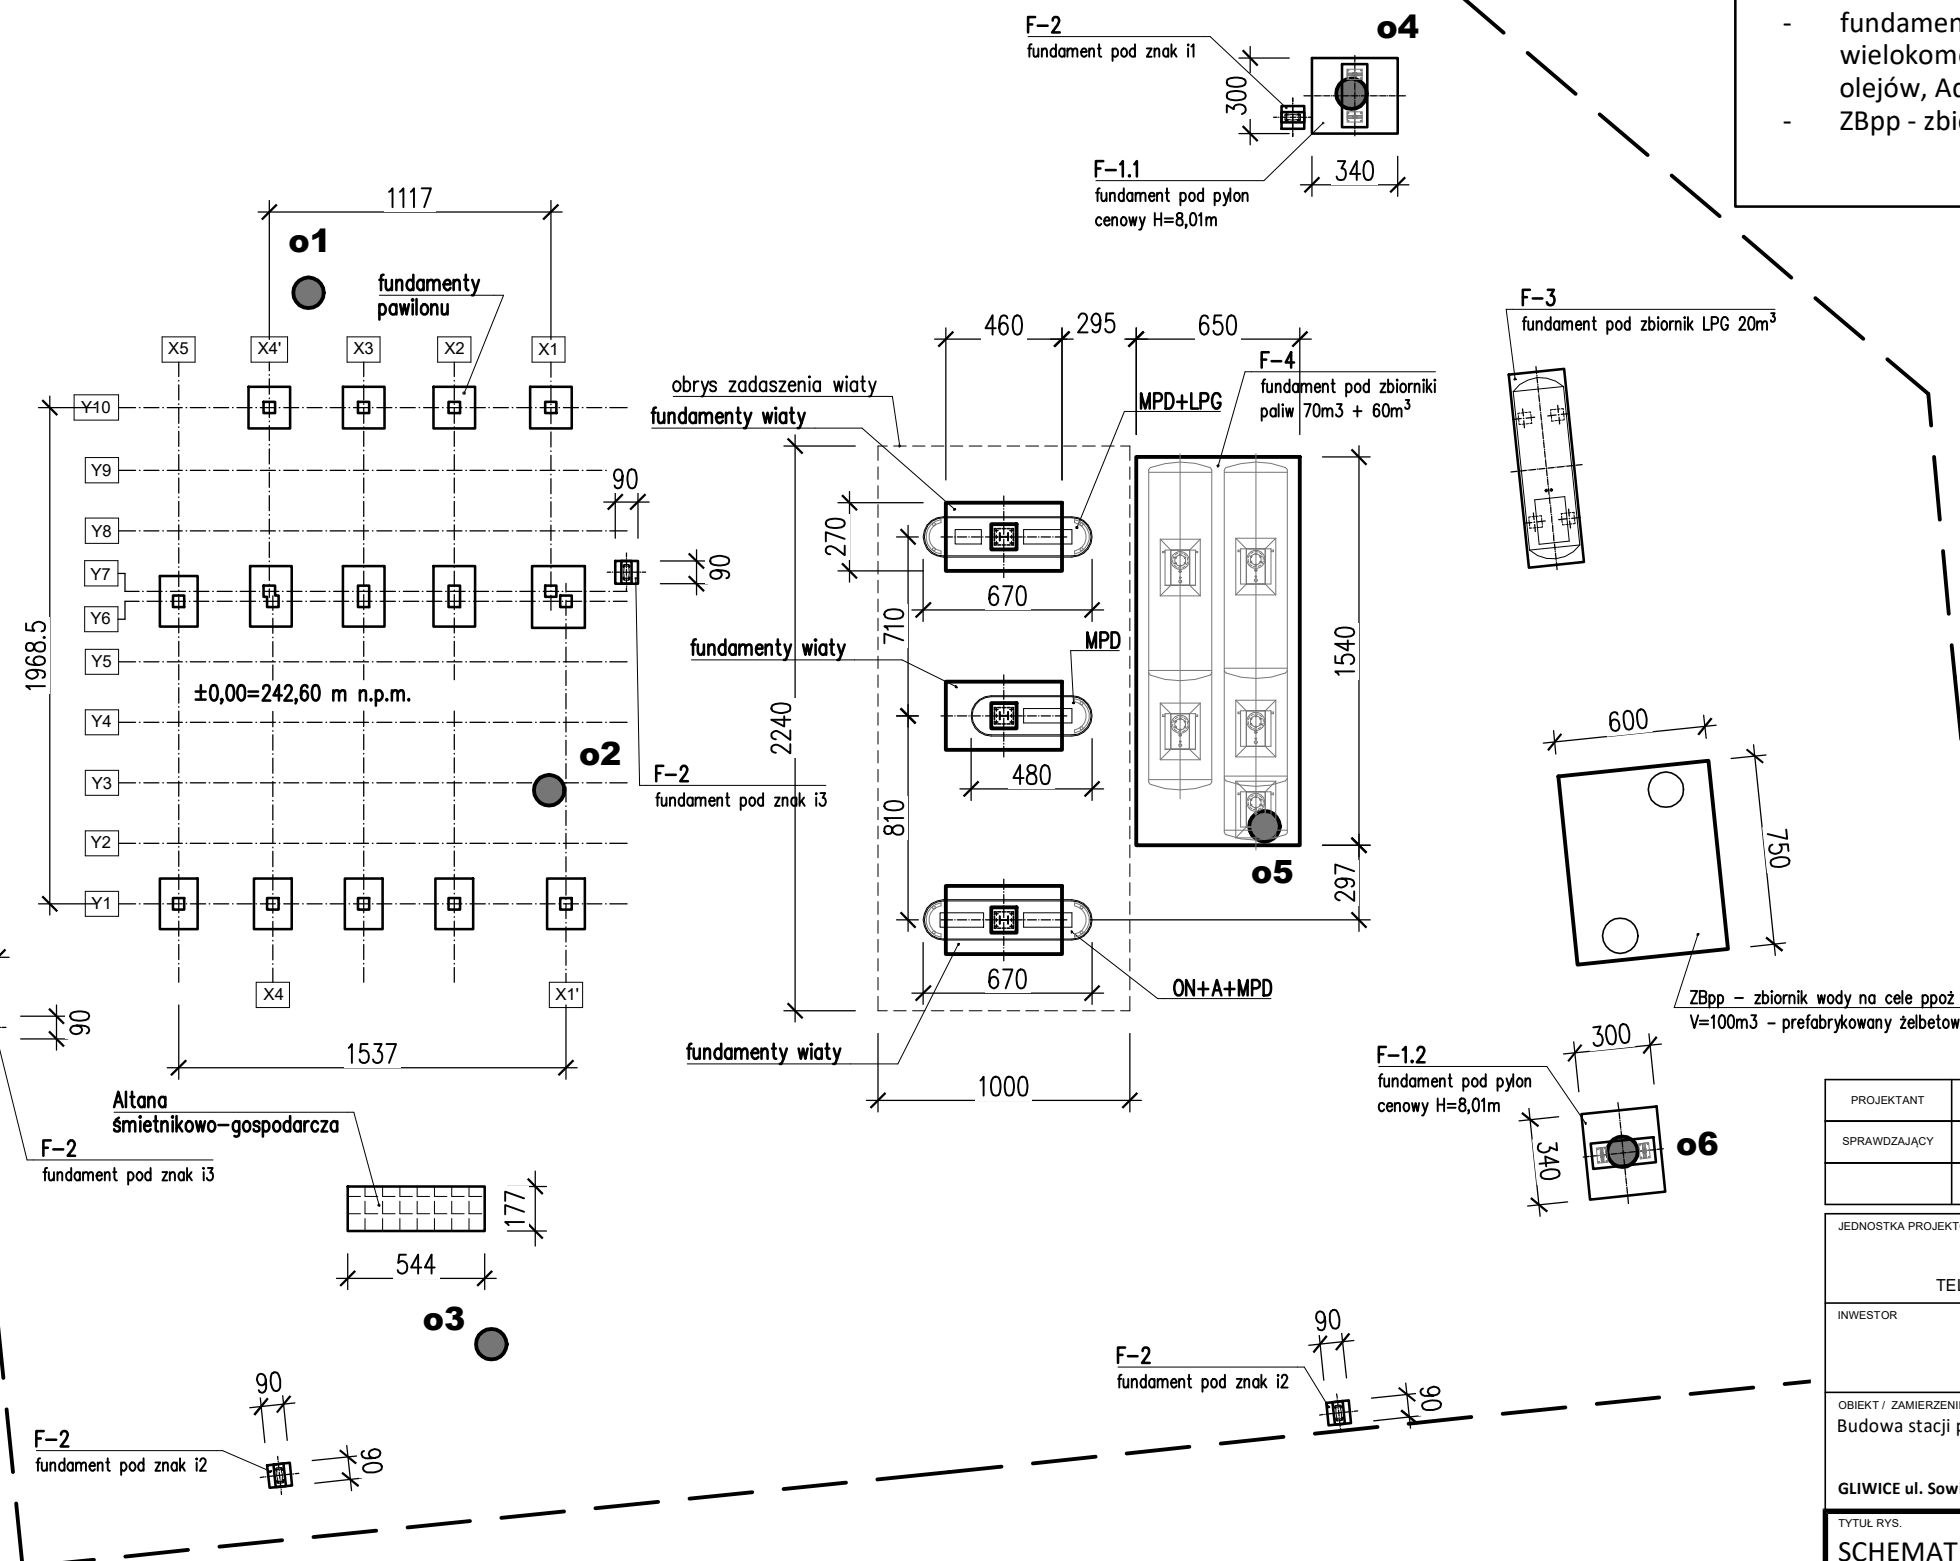 F-2
fundament pod znak i1
o4
300
340
F-1.1
fundament pod pylon
cenowy H=8,01m
-
olejów,
- ZBpp -
1117
o1
fundamenty
pawilonu
X5
X4'
X3
X2
X1
Y10
Y9
Y8
Y7
Y6
Y5
Y4
Y3
Y2
Y1
1968.5
±0,00=242,60 m n.p.m.
90
90
o2
F-2
fundament pod znak i3
X4
X1'
1537
460
295
650
F-4
fundament pod zbiorniki
paliw 70m3 + 60m³
obrys zadaszenia wiaty
fundamenty wiaty
MPD+LPG
270
670
710
fundamenty wiaty
MPD
2240
480
810
1540
297
o5
670
ON+A+MPD
fundamenty wiaty
1000
F-3
fundament pod zbiornik LPG 20m³
600
750
ZBpp – zbiornik wody na cele ppoż
V=100m3 – prefabrykowany
F-1.2
fundament pod pylon
cenowy H=8,01m
300
340
o6
90
F-2
fundament pod znak i3
Altana
śmietnikowo-gospodarcza
177
544
o3
90
90
F-2
fundament pod znak i2
F-2
fundament pod znak i2
90
90
PROJEKTANT
SPRAWDZAJĄCY
JEDNOSTKA
INWESTOR
OBIEKT /
Budowa stacji
GLIWICE ul.
TYTUŁ RYS.
SCHEMAT